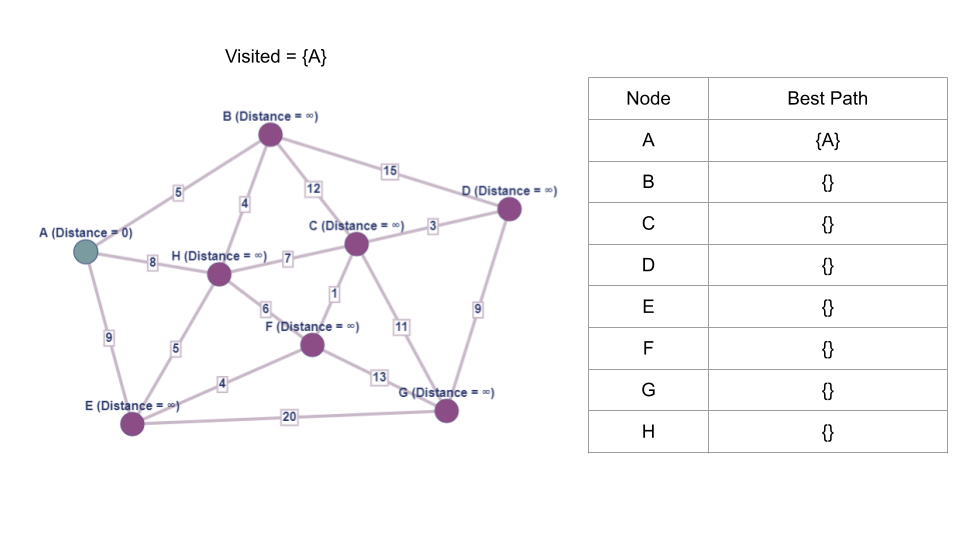 Visited = {A}
B (Distance = ∞)
15
5
12
D (Distance = ∞)
4
C (Distance = ∞)
3
A (Distance = 0)
H (Distance = ∞)
8
7
1
6
9
F (Distance = ∞)
11
9
5
13
4
G (Distance = ∞)
E (Distance = ∞)
20
Node Best Path
A {A}
B {}
C {}
D {}
E {}
F {}
G {}
H {}